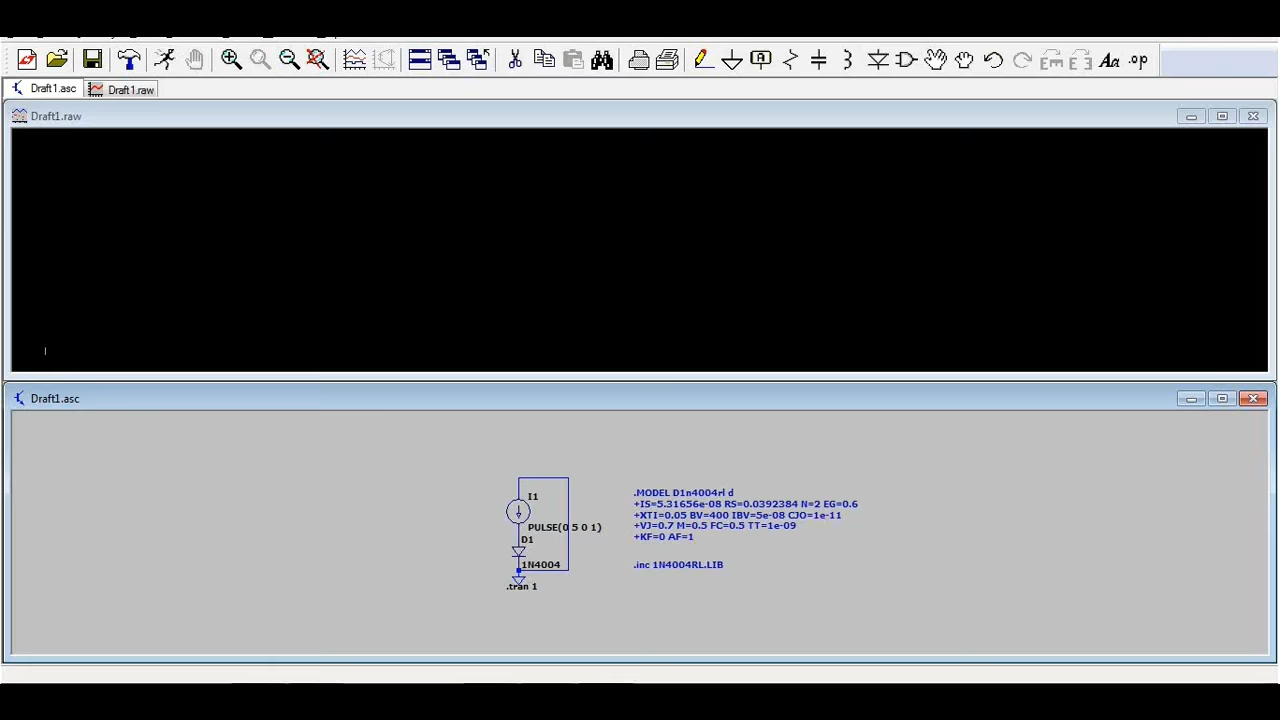 Aa .op
Draft1.asc Draft1.raw
Draft1.raw
Draft1.asc
I1
PULSE(0 5 0 1)
D1
1N4004
.tran 1
.MODEL D1n4004rl d
+IS=5.31656e-08 RS=0.0392384 N=2 EG=0.6
+XTI=0.05 BV=400 IBV=5e-08 CJO=1e-11
+VJ=0.7 M=0.5 FC=0.5 TT=1e-09
+KF=0 AF=1
.inc 1N4004RL.LIB